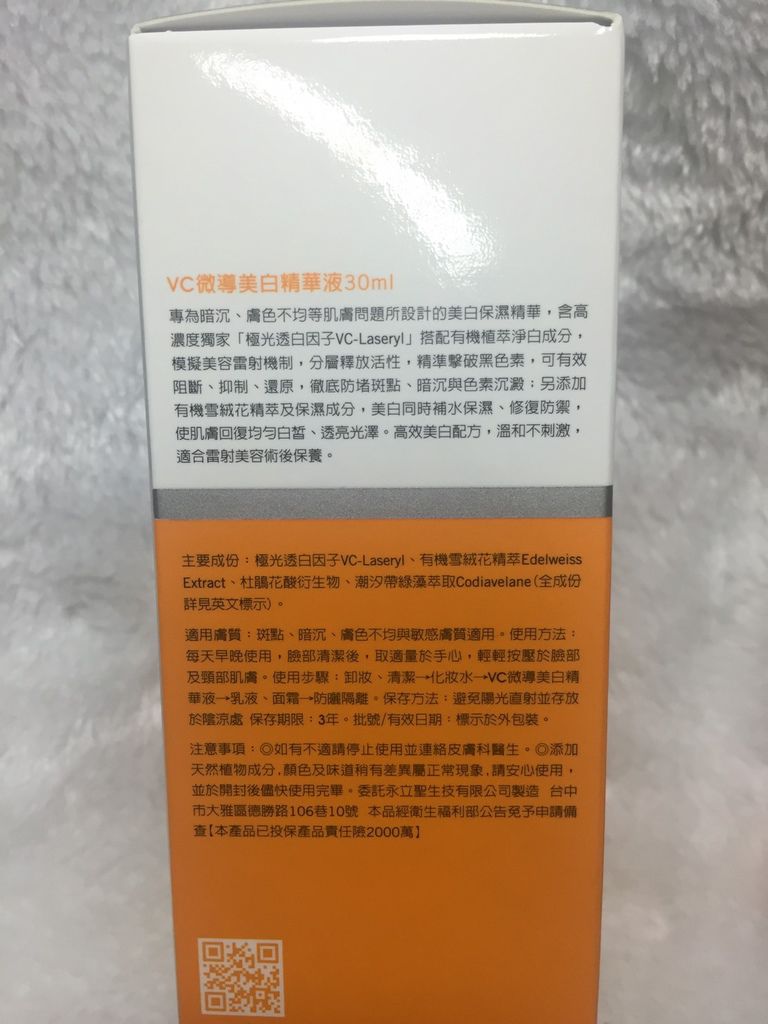 VC微導美白精華液30ml
專為暗沉、膚色不均等肌膚問題所設計的美白保濕精華，含高
濃度獨家「極光透白因子VC-Laseryl」搭配有機植萃淨白成分，
模擬美容雷射機制，分層釋放活性，精準擊破黑色素，可有效
阻斷、抑制、還原，徹底防堵斑點、暗沉與色素沉澱；另添加
有機雪絨花精萃及保濕成分，美白同時補水保濕、修復防禦，
使肌膚回復均勻白皙、透亮光澤。高效美白配方，溫和不刺激，
適合雷射美容術後保養。
主要成份：極光透白因子VC-Laseryl、有機雪絨花精萃Edelweiss
Extract、杜鵑花酸衍生物、潮汐帶綠藻萃取Codiavelane(全成份
詳見英文標示)。
適用膚質：斑點、暗沉、膚色不均與敏感膚質適用。使用方法：
每天早晚使用，臉部清潔後，取適量於手心，輕輕按壓於臉部
及頸部肌膚。使用步驟：卸妝、清潔→化妝水→VC微導美白精
華液→乳液、面霜→防曬隔離。保存方法：避免陽光直射並存放
於陰涼處 保存期限：3年。批號/有效日期：標示於外包裝。
注意事項：◎如有不適請停止使用並連絡皮膚科醫生。◎添加
天然植物成分,顏色及味道稍有差異屬正常現象,請安心使用，
並於開封後儘快使用完畢。委託永立聖生技有限公司製造 台中
市大雅區德勝路106巷10號 本品經衛生福利部公告免予申請備
查【本產品已投保產品責任險2000萬】